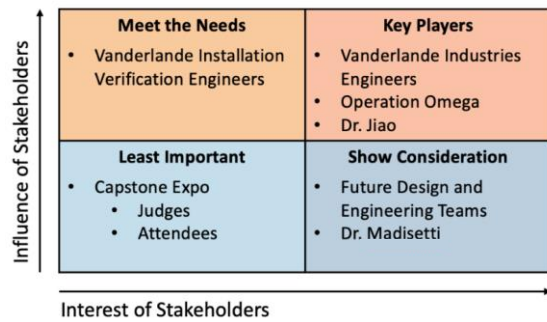 Influence of Stakeholders
Meet the Needs
• Vanderlande Installation
Verification Engineers
Key Players
• Vanderlande Industries
Engineers
• Operation Omega
• Dr. Jiao
Least Important
• Capstone Expo
• Judges
• Attendees
Show Consideration
• Future Design and
Engineering Teams
• Dr. Madisetti
Interest of Stakeholders